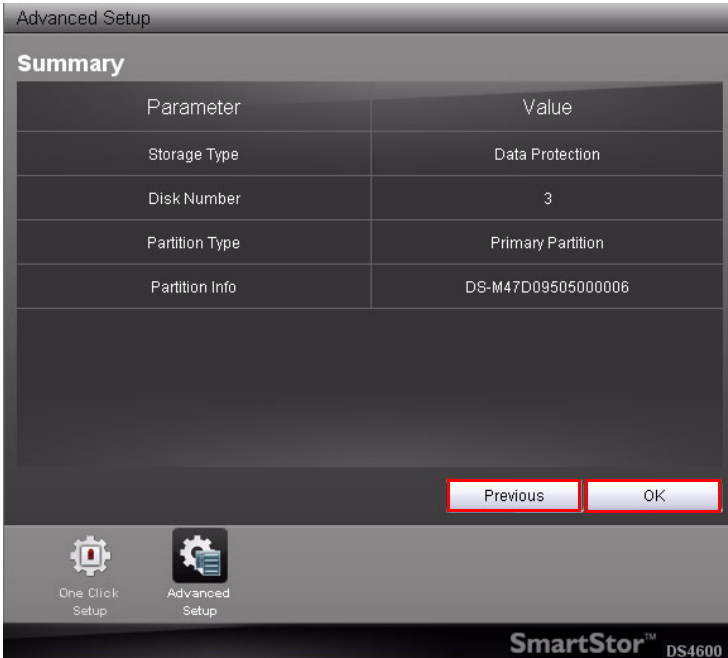 Advanced Setup
Summary
Parameter Value
Storage Type Data Protection
Disk Number 3
Partition Type Primary Partition
Partition Info DS-M47D09505000006
Previous OK
One Click Advanced
Setup Setup
SmartStor™ DS4600